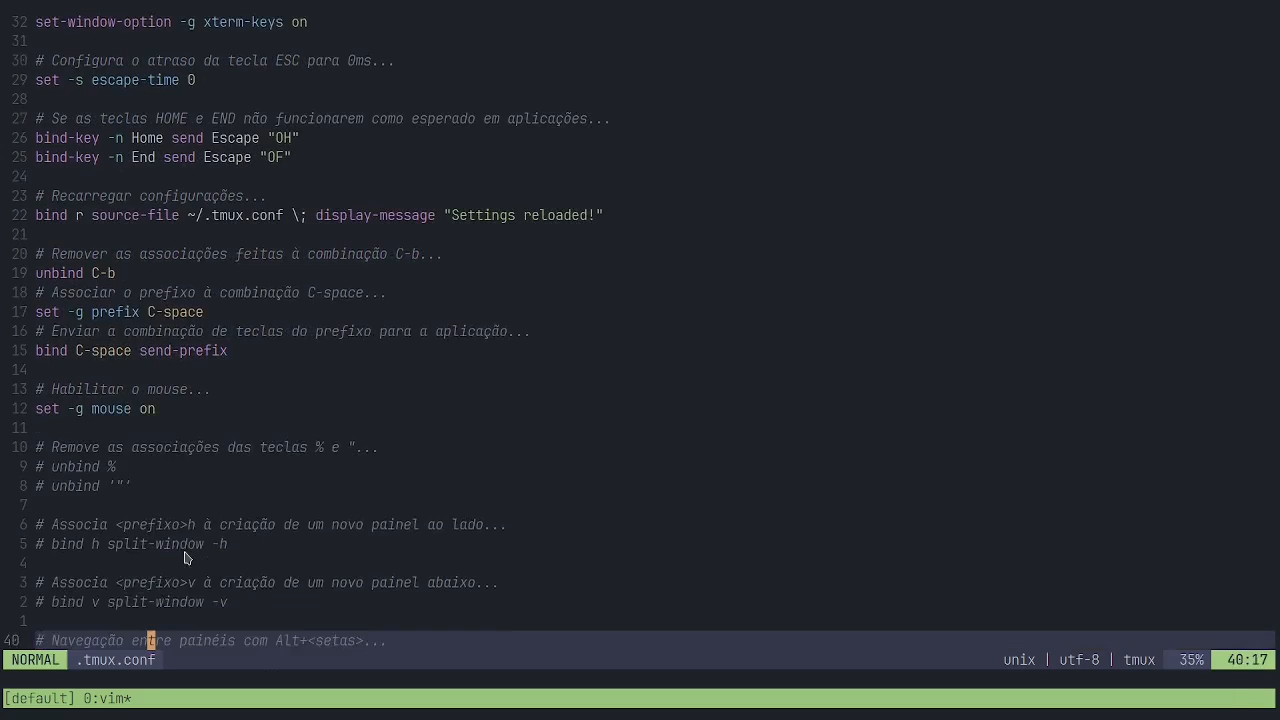 32 set-window-option -g xterm-keys on
31
30 # Configura o atraso da tecla ESC para 0ms...
29 set -s escape-time 0
28
27 # Se as teclas HOME e END não funcionarem como esperado em aplicações...
26 bind-key -n Home send Escape "OH"
25 bind-key -n End send Escape "OF"
24
23 # Recarregar configurações...
22 bind r source-file ~/.tmux.conf \; display-message "Settings reloaded!"
21
20 # Remover as associações feitas à combinação C-b...
19 unbind C-b
18 # Associar o prefixo à combinação C-space...
17 set -g prefix C-space
16 # Enviar a combinação de teclas do prefixo para a aplicação...
15 bind C-space send-prefix
14
13 # Habilitar o mouse...
12 set -g mouse on
11
10 # Remove as associações das teclas % e "...
9 # unbind %
8 # unbind '"'
7
6 # Associa <prefixo>h à criação de um novo painel ao lado...
5 # bind h split-window -h
4
3 # Associa <prefixo>v à criação de um novo painel abaixo...
2 # bind v split-window -v
1
40 # Navegação entre painéis com Alt+<setas>...
NORMAL .tmux.conf unix | utf-8 | tmux 35% 40:17
[default] 0:vim*